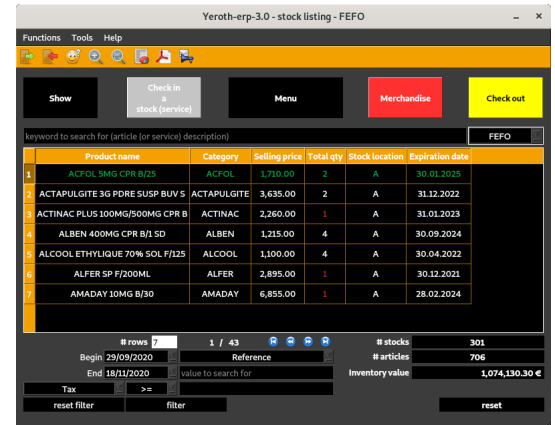 Yeroth-erp-3.0 - stock listing - FEFO
Functions Tools Help
Show
Check in
a
stock (service)
Menu
Merchandise
Check out
keyword to search for (article (or service) description)
FEFO
Product name Category Selling price Total qty Stock location Expiration date
1 ACFOL 5MG CPR B/25 ACFOL 1,710.00 2 A 30.01.2025
2 ACTAPULGITE 3G PDRE SUSP BUV S ACTAPULGITE 3,635.00 2 A 31.12.2022
3 ACTINAC PLUS 100MG/500MG CPR B ACTINAC 2,260.00 1 A 31.01.2023
4 ALBEN 400MG CPR B/1 SD ALBEN 1,215.00 4 A 30.09.2024
5 ALCOOL ETHYLIQUE 70% SOL F/125 ALCOOL 1,100.00 4 A 30.04.2022
6 ALFER SP F/200ML ALFER 2,895.00 1 A 30.12.2021
7 AMADAY 10MG B/30 AMADAY 6,855.00 1 A 28.02.2024
# rows 7 1 / 43 # stocks 301
Begin 29/09/2020 Reference # articles 706
End 18/11/2020 value to search for Inventory value 1,074,130.30 €
Tax >=
reset filter filter reset